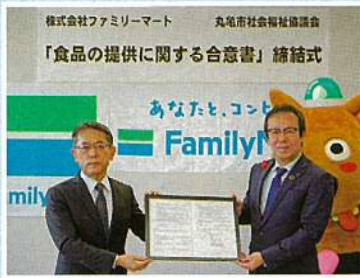 株式会社ファミリーマート 丸亀市社会福祉協議会
「食品の提供に関する合意書」締結式
あなたと、コンビ
FamilyM
mily